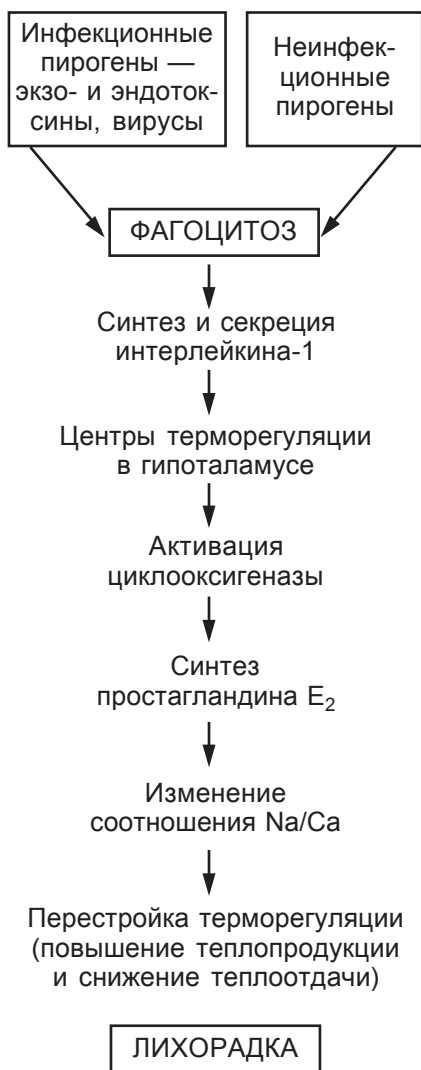 Инфекционные
пирогены —
экзо- и эндоток-
сины, вирусы
Неинфек-
ционные
пирогены
ФАГОЦИТОЗ
Синтез и секреция
интерлейкина-1
Центры терморегуляции
в гипоталамусе
Активация
циклооксигеназы
Синтез
простагландина E₂
Изменение
соотношения Na/Ca
Перестройка терморегуляции
(повышение теплопродукции
и снижение теплоотдачи)
ЛИХОРАДКА